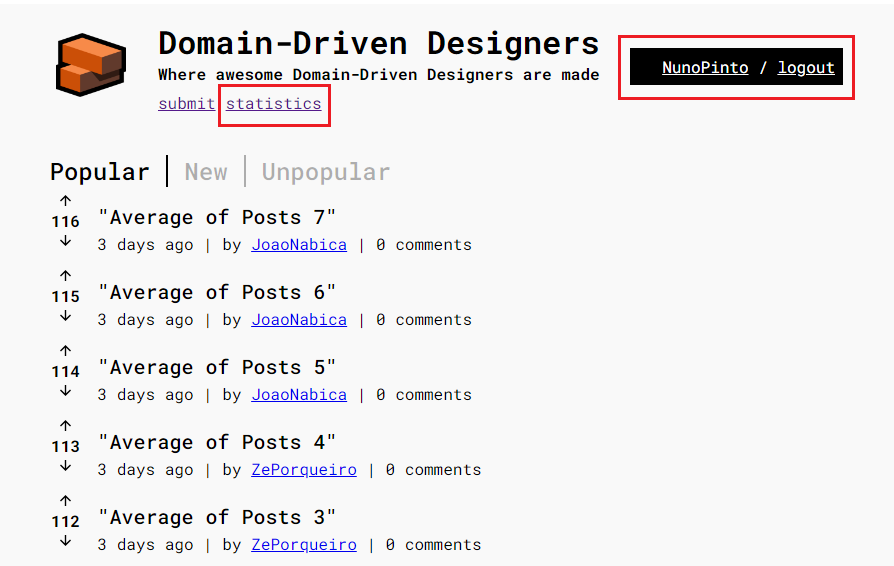 Domain-Driven Designers
Where awesome Domain-Driven Designers are made
submit statistics
NunoPinto / logout
Popular | New | Unpopular
116
"Average of Posts 7"
3 days ago | by JoaoNabica | 0 comments
115
"Average of Posts 6"
3 days ago | by JoaoNabica | 0 comments
114
"Average of Posts 5"
3 days ago | by JoaoNabica | 0 comments
113
"Average of Posts 4"
3 days ago | by ZePorqueiro | 0 comments
112
"Average of Posts 3"
3 days ago | by ZePorqueiro | 0 comments